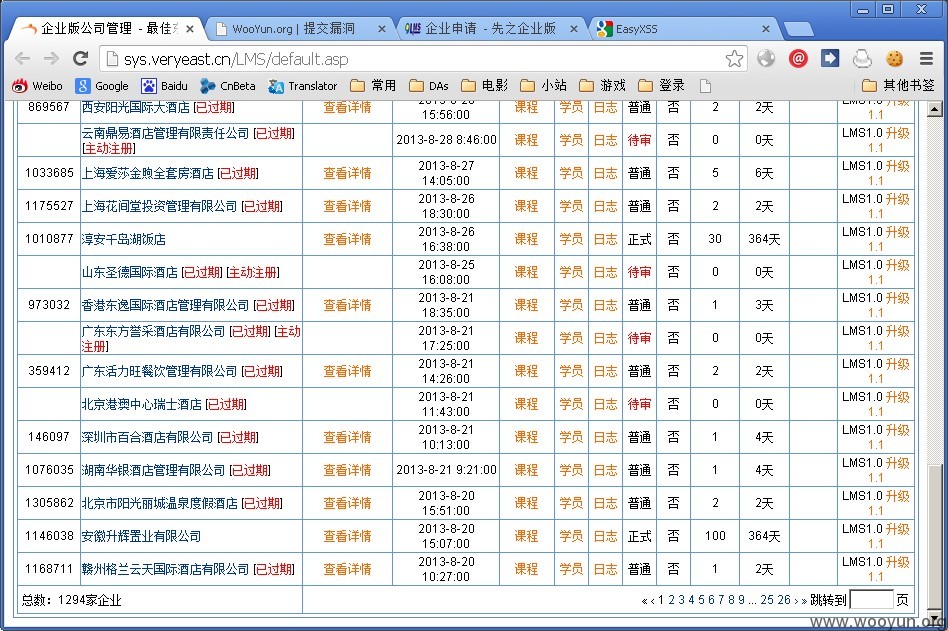 企业版公司管理 - 最佳东
WooYun.org | 提交漏洞
企业申请 - 先之企业版
EasyXSS
sys.veryeast.cn/LMS/default.asp
Weibo Google Baidu CnBeta Translator 常用 DAs 电影 小站 游戏 登录 其他书签
869567 西安阳光国际大酒店 [已过期] 查看详情 15:56:00 课程 学员 日志 普通 否 2 2天 LMS1.0 升级
1.1
云南鼎易酒店管理有限责任公司 [已过期]
[主动注册] 2013-8-28 8:46:00 课程 学员 日志 待审 否 0 0天 LMS1.0 升级
1.1
1033685 上海爱莎金煦全套房酒店 [已过期] 查看详情 2013-8-27
14:05:00 课程 学员 日志 普通 否 5 6天 LMS1.0 升级
1.1
1175527 上海花间堂投资管理有限公司 [已过期] 查看详情 2013-8-26
18:30:00 课程 学员 日志 普通 否 2 2天 LMS1.0 升级
1.1
1010877 淳安千岛湖饭店 查看详情 2013-8-26
16:38:00 课程 学员 日志 正式 否 30 364天 LMS1.0 升级
1.1
山东圣德国际酒店 [已过期] [主动注册] 2013-8-25
16:08:00 课程 学员 日志 待审 否 0 0天 LMS1.0 升级
1.1
973032 香港东逸国际酒店管理有限公司 [已过期] 查看详情 2013-8-21
18:35:00 课程 学员 日志 普通 否 1 3天 LMS1.0 升级
1.1
广东东方誉采酒店有限公司 [已过期] [主动
注册] 2013-8-21
17:25:00 课程 学员 日志 待审 否 0 0天 LMS1.0 升级
1.1
359412 广东活力旺餐饮管理有限公司 [已过期] 查看详情 2013-8-21
14:26:00 课程 学员 日志 普通 否 2 2天 LMS1.0 升级
1.1
北京港澳中心瑞士酒店 [已过期] 2013-8-21
11:43:00 课程 学员 日志 待审 否 0 0天 LMS1.0 升级
1.1
146097 深圳市百合酒店有限公司 [已过期] 查看详情 2013-8-21
10:13:00 课程 学员 日志 普通 否 1 4天 LMS1.0 升级
1.1
1076035 湖南华银酒店管理有限公司 [已过期] 查看详情 2013-8-21 9:21:00 课程 学员 日志 普通 否 1 4天 LMS1.0 升级
1.1
1305862 北京市阳光丽城温泉度假酒店 [已过期] 查看详情 2013-8-20
15:51:00 课程 学员 日志 普通 否 2 2天 LMS1.0 升级
1.1
1146038 安徽升辉置业有限公司 查看详情 2013-8-20
15:07:00 课程 学员 日志 正式 否 100 364天 LMS1.0 升级
1.1
1168711 赣州格兰云天国际酒店有限公司 [已过期] 查看详情 2013-8-20
10:27:00 课程 学员 日志 普通 否 1 2天 LMS1.0 升级
1.1
总数：1294家企业 « ‹ 1 2 3 4 5 6 7 8 9 ... 25 26 › » 跳转到 页
www.wooyun.org